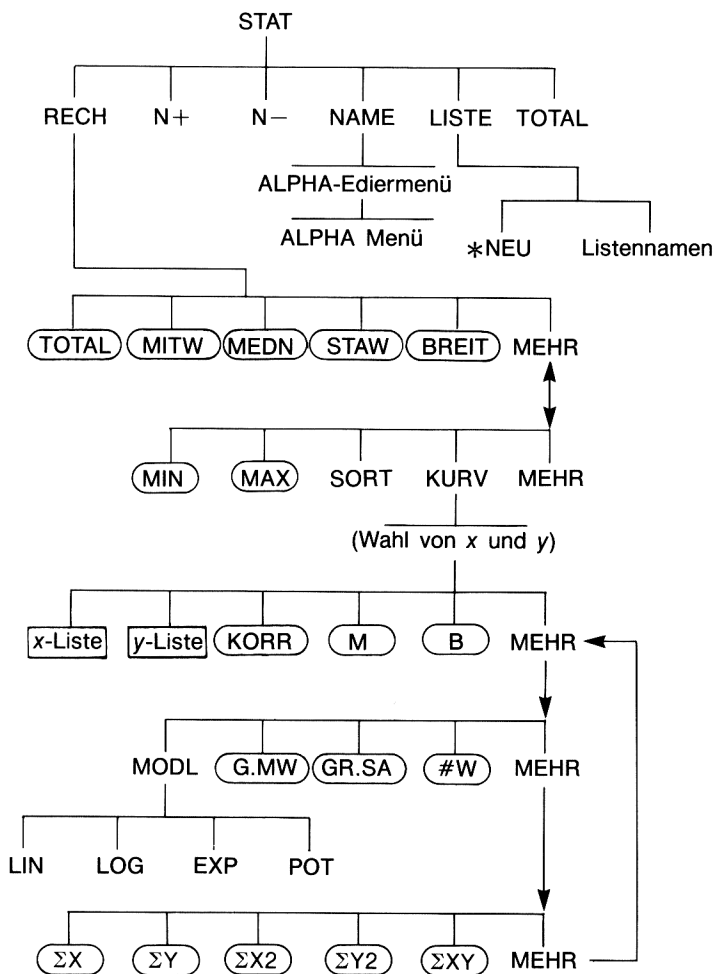 STAT
RECH N+ N− NAME LISTE TOTAL
ALPHA-Ediermenü
ALPHA Menü
*NEU Listennamen
TOTAL MITW MEDN STAW BREIT MEHR
MIN MAX SORT KURV MEHR
(Wahl von x und y)
x-Liste y-Liste KORR M B MEHR
MODL G.MW GR.SA #W MEHR
LIN LOG EXP POT
ΣX ΣY ΣX2 ΣY2 ΣXY MEHR